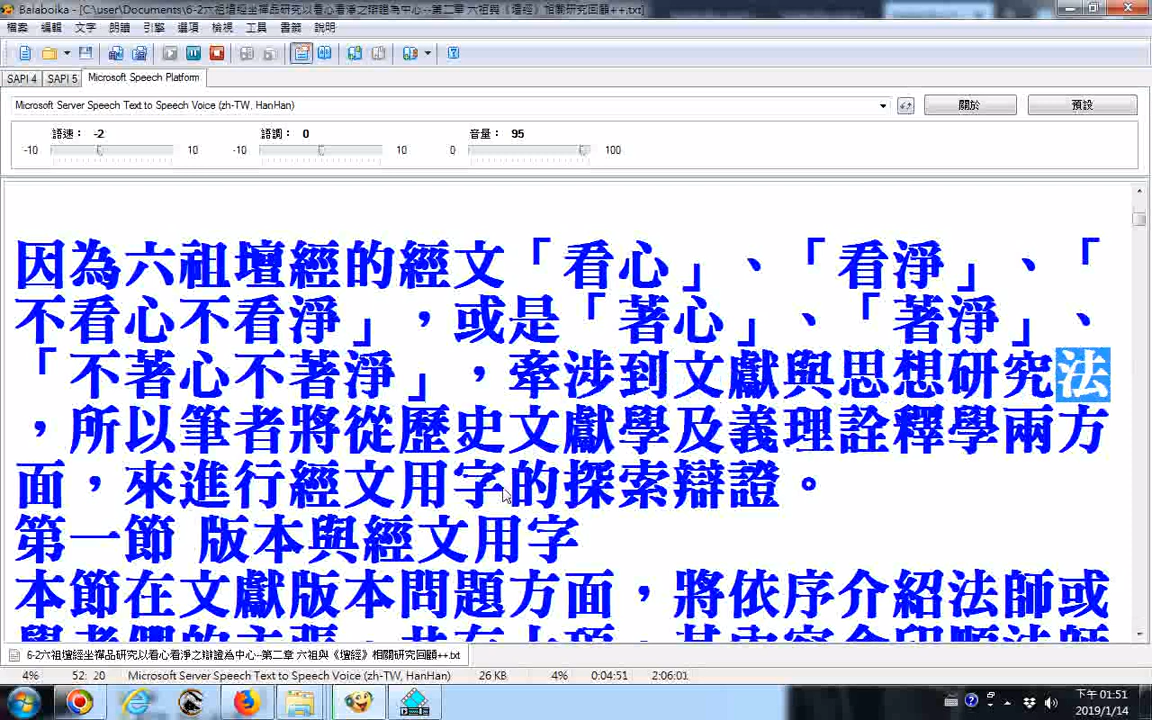 Balaboika - [C:\user\Documents\6-2六祖壇經坐禪品研究以看心看淨之辯證為中心--第二章 六祖與《壇經》相關研究回顧++.txt]
檔案 編輯 文字 朗讀 引擎 選項 檢視 工具 書籤 說明
SAPI 4 SAPI 5 Microsoft Speech Platform
Microsoft Server Speech Text to Speech Voice (zh-TW, HanHan) 關於 預設
語速： -2 語調： 0 音量： 95
-10 10 -10 10 0 100
因為六祖壇經的經文「看心」、「看淨」、「
不看心不看淨」，或是「著心」、「著淨」、
「不著心不著淨」，牽涉到文獻與思想研究法
，所以筆者將從歷史文獻學及義理詮釋學兩方
面，來進行經文用字的探索辯證。
第一節 版本與經文用字
本節在文獻版本問題方面，將依序介紹法師或
6-2六祖壇經坐禪品研究以看心看淨之辯證為中心--第二章 六祖與《壇經》相關研究回顧++.txt
4% 52: 20 Microsoft Server Speech Text to Speech Voice (zh-TW, HanHan) 26 KB 4% 0:04:51 2:06:01
下午 01:51
2019/1/14